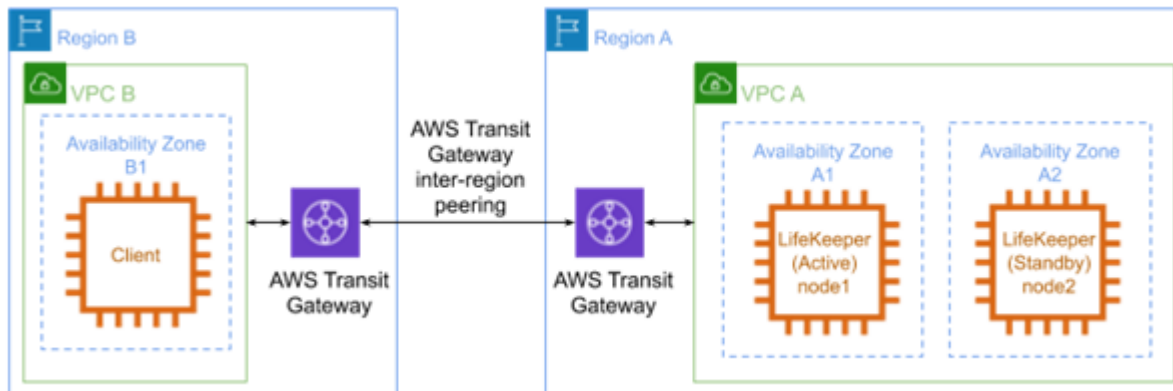 Region B
VPC B
Availability Zone
B1
Client
AWS Transit
Gateway
AWS Transit
Gateway
inter-region
peering
Region A
AWS Transit
Gateway
VPC A
Availability Zone
A1
LifeKeeper
(Active)
node1
Availability Zone
A2
LifeKeeper
(Standby)
node2